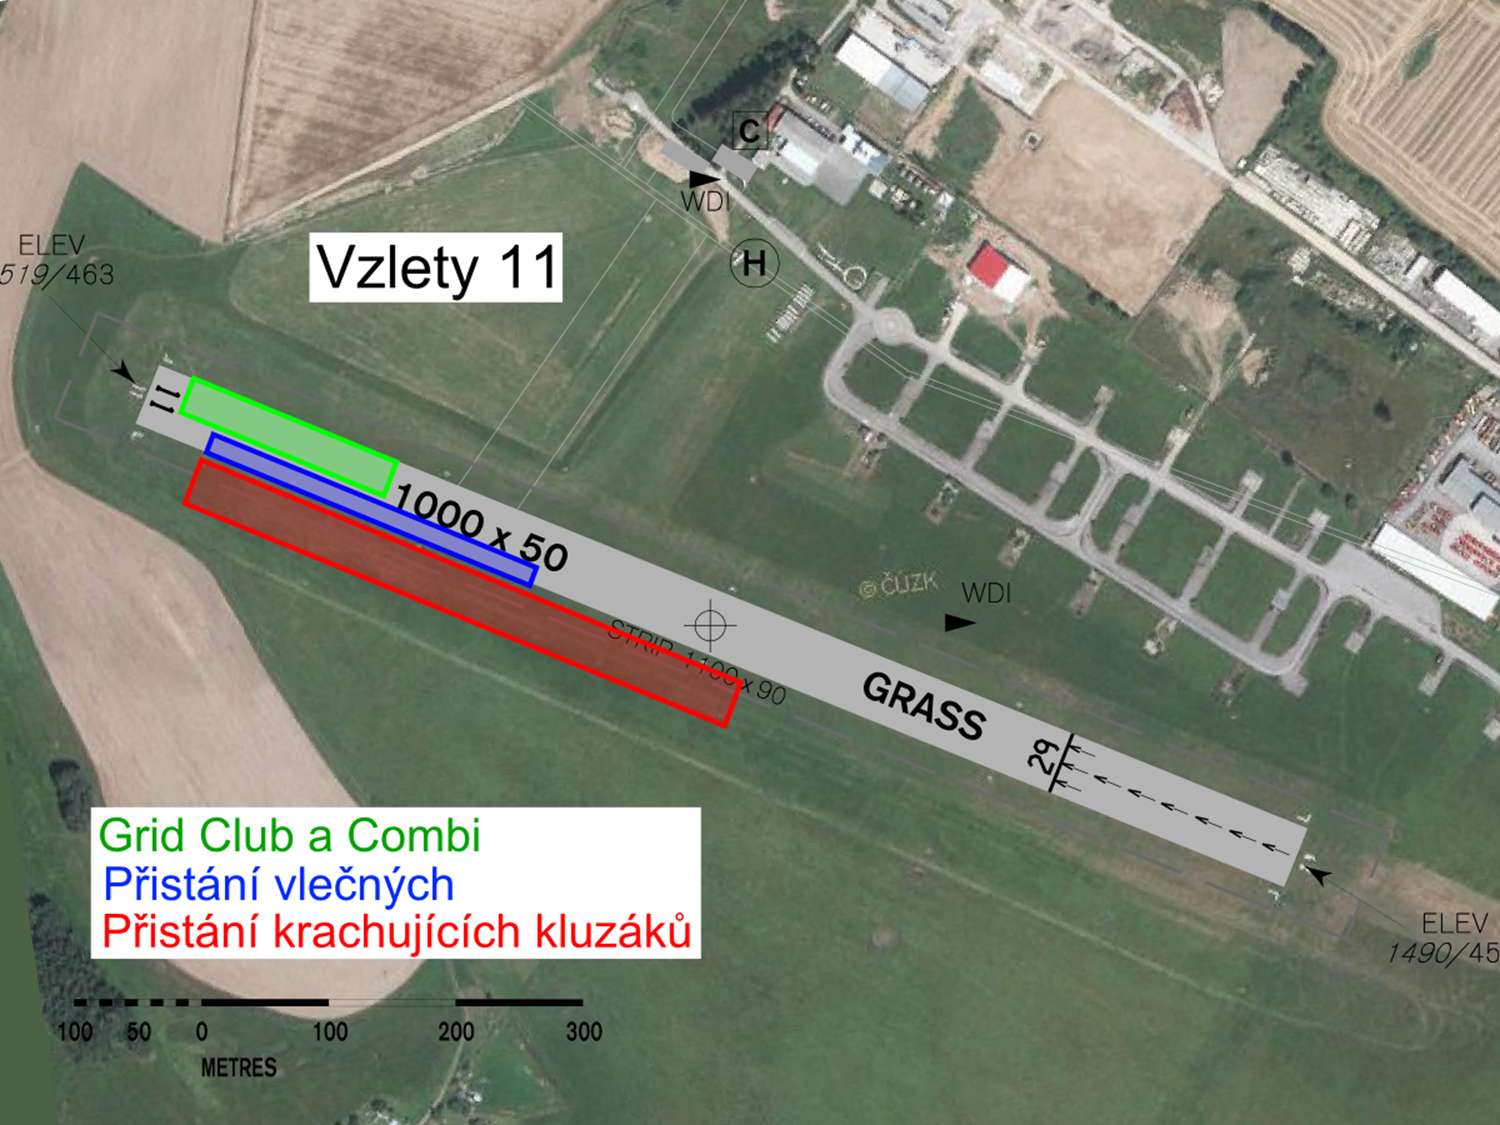 C
WDI
H
Vzlety 11
ELEV
519/463
11
1000 x 50
©ČÚZK
WDI
STRIP 1100 x 90
GRASS
29
Grid Club a Combi
Přistání vlečných
Přistání krachujících kluzáků
ELEV
1490/45
100 50 0 100 200 300
METRES